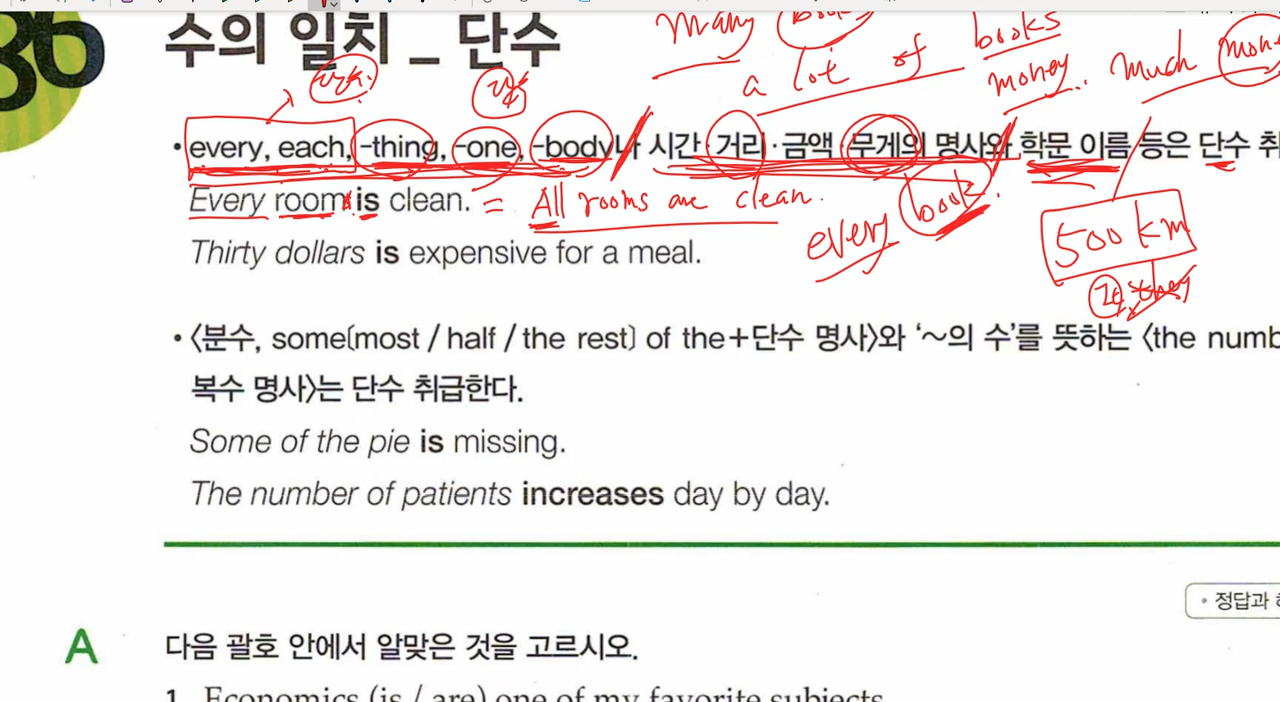 36
수의 일치 _ 단수
many
a lot of books
money
much
• every, each, -thing, -one, -body나 시간·거리·금액·무게의 명사와 학문 이름 등은 단수 취
Every room is clean. = All rooms are clean.
every book.
500 km
they
Thirty dollars is expensive for a meal.
• 〈분수, some(most / half / the rest) of the+단수 명사〉와 ‘~의 수’를 뜻하는 〈the numb
복수 명사〉는 단수 취급한다.
Some of the pie is missing.
The number of patients increases day by day.
• 정답과
A 다음 괄호 안에서 알맞은 것을 고르시오.
1 Economics (is / are) one of my favorite subjects